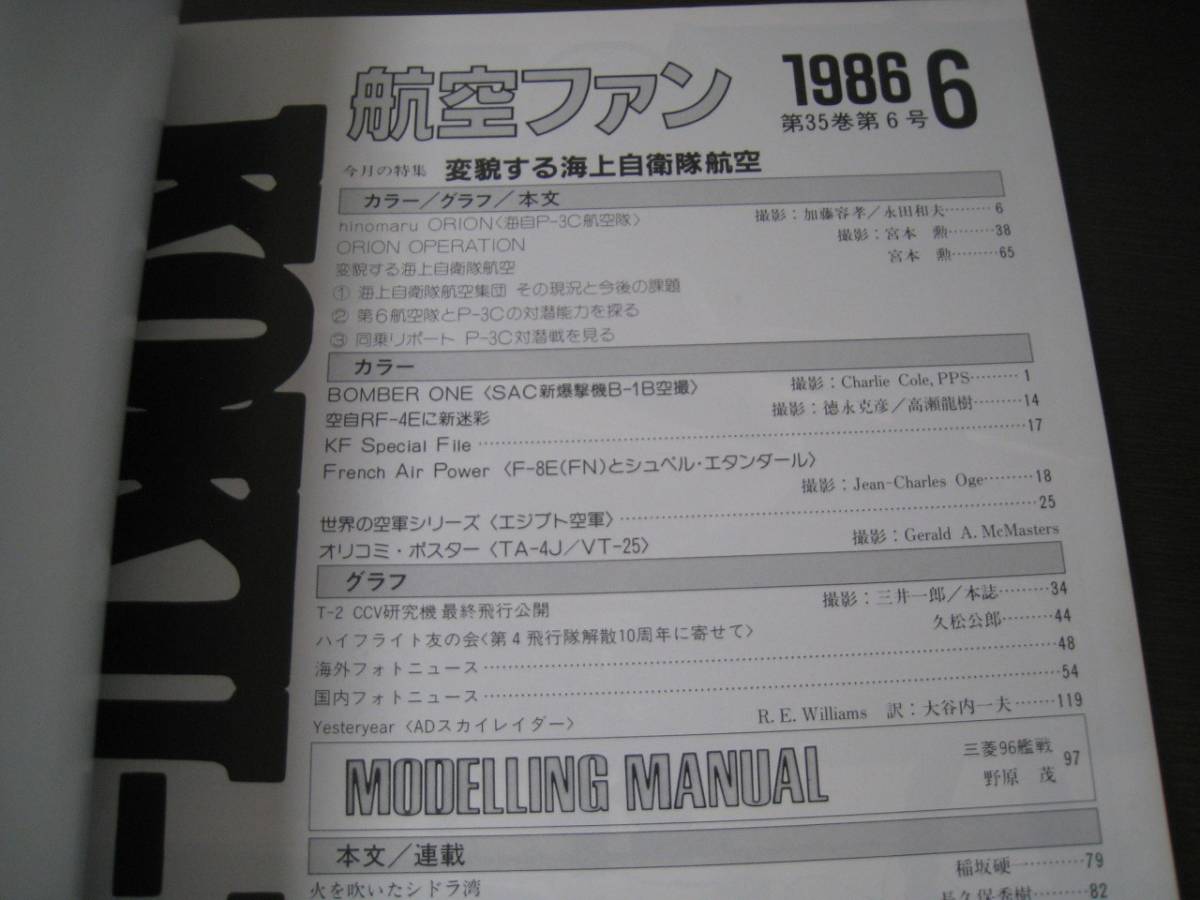 航空ファン
1986 6
第35巻第6号
今月の特集 変貌する海上自衛隊航空
カラー／グラフ／本文
hinomaru ORION〈海自P-3C航空隊〉 撮影：加藤容孝／永田和夫………6
ORION OPERATION 撮影：宮本 勲………38
変貌する海上自衛隊航空 宮本 勲………65
① 海上自衛隊航空集団 その現況と今後の課題
② 第6航空隊とP-3Cの対潜能力を探る
③ 同乗リポート P-3C対潜戦を見る
カラー
BOMBER ONE〈SAC新爆撃機B-1B空撮〉 撮影：Charlie Cole, PPS………1
空自RF-4Eに新迷彩 撮影：徳永克彦／高瀬龍樹………14
KF Special File………17
French Air Power〈F-8E(FN)とシュペル・エタンダール〉
撮影：Jean-Charles Oge………18
世界の空軍シリーズ〈エジプト空軍〉………25
オリコミ・ポスター〈TA-4J／VT-25〉 撮影：Gerald A. McMasters
グラフ
T-2 CCV研究機 最終飛行公開 撮影：三井一郎／本誌………34
ハイフライト友の会〈第4飛行隊解散10周年に寄せて〉 久松公郎………44
海外フォトニュース………48
国内フォトニュース………54
Yesteryear〈ADスカイレイダー〉 R. E. Williams 訳：大谷内一夫………119
MODELLING MANUAL
三菱96艦戦
野原 茂 97
本文／連載
火を吹いたシドラ湾 稲坂硬一………79
長久保秀樹………82